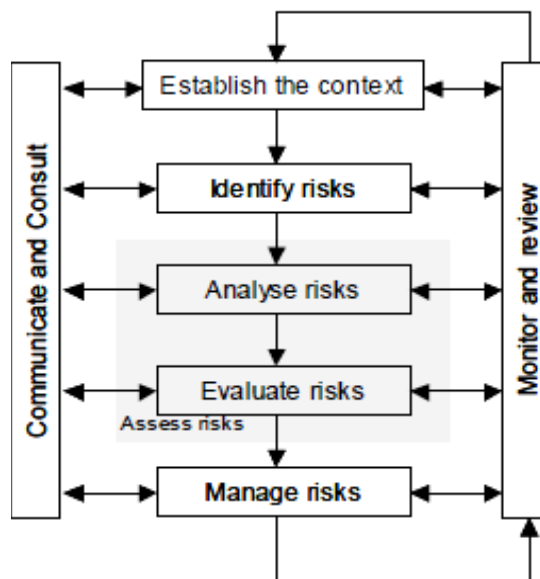 Establish the context
Communicate and Consult
Monitor and review
Identify risks
Analyse risks
Evaluate risks
Assess risks
Manage risks